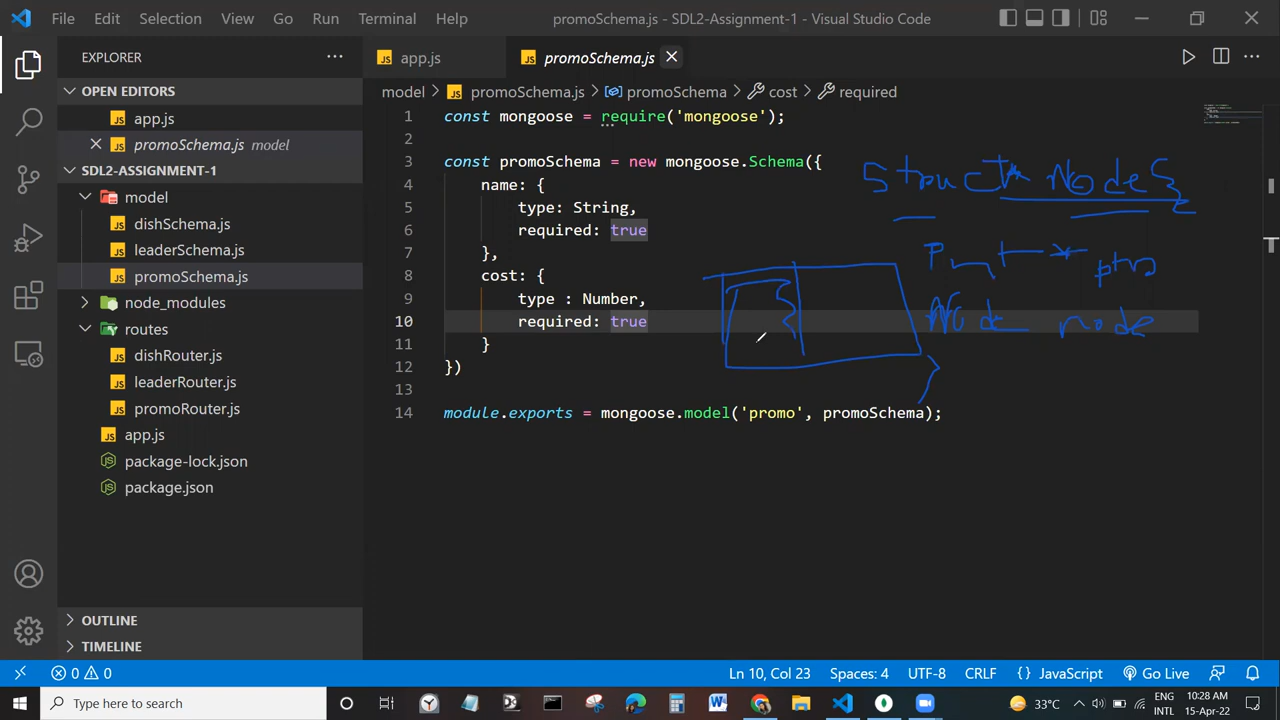 File Edit Selection View Go Run Terminal Help promoSchema.js - SDL2-Assignment-1 - Visual Studio Code
EXPLORER
OPEN EDITORS
app.js
promoSchema.js model
SDL2-ASSIGNMENT-1
model
dishSchema.js
leaderSchema.js
promoSchema.js
node_modules
routes
dishRouter.js
leaderRouter.js
promoRouter.js
app.js
package-lock.json
package.json
OUTLINE
TIMELINE
app.js promoSchema.js
model > promoSchema.js > promoSchema > cost > required
1 const mongoose = require('mongoose');
2
3 const promoSchema = new mongoose.Schema({
4 name: {
5 type: String,
6 required: true
7 },
8 cost: {
9 type : Number,
10 required: true
11 }
12 })
13
14 module.exports = mongoose.model('promo', promoSchema);
Struct Node {
* ptr
node
0 0 Ln 10, Col 23 Spaces: 4 UTF-8 CRLF {} JavaScript Go Live
Type here to search 33°C ENG INTL 10:28 AM 15-Apr-22